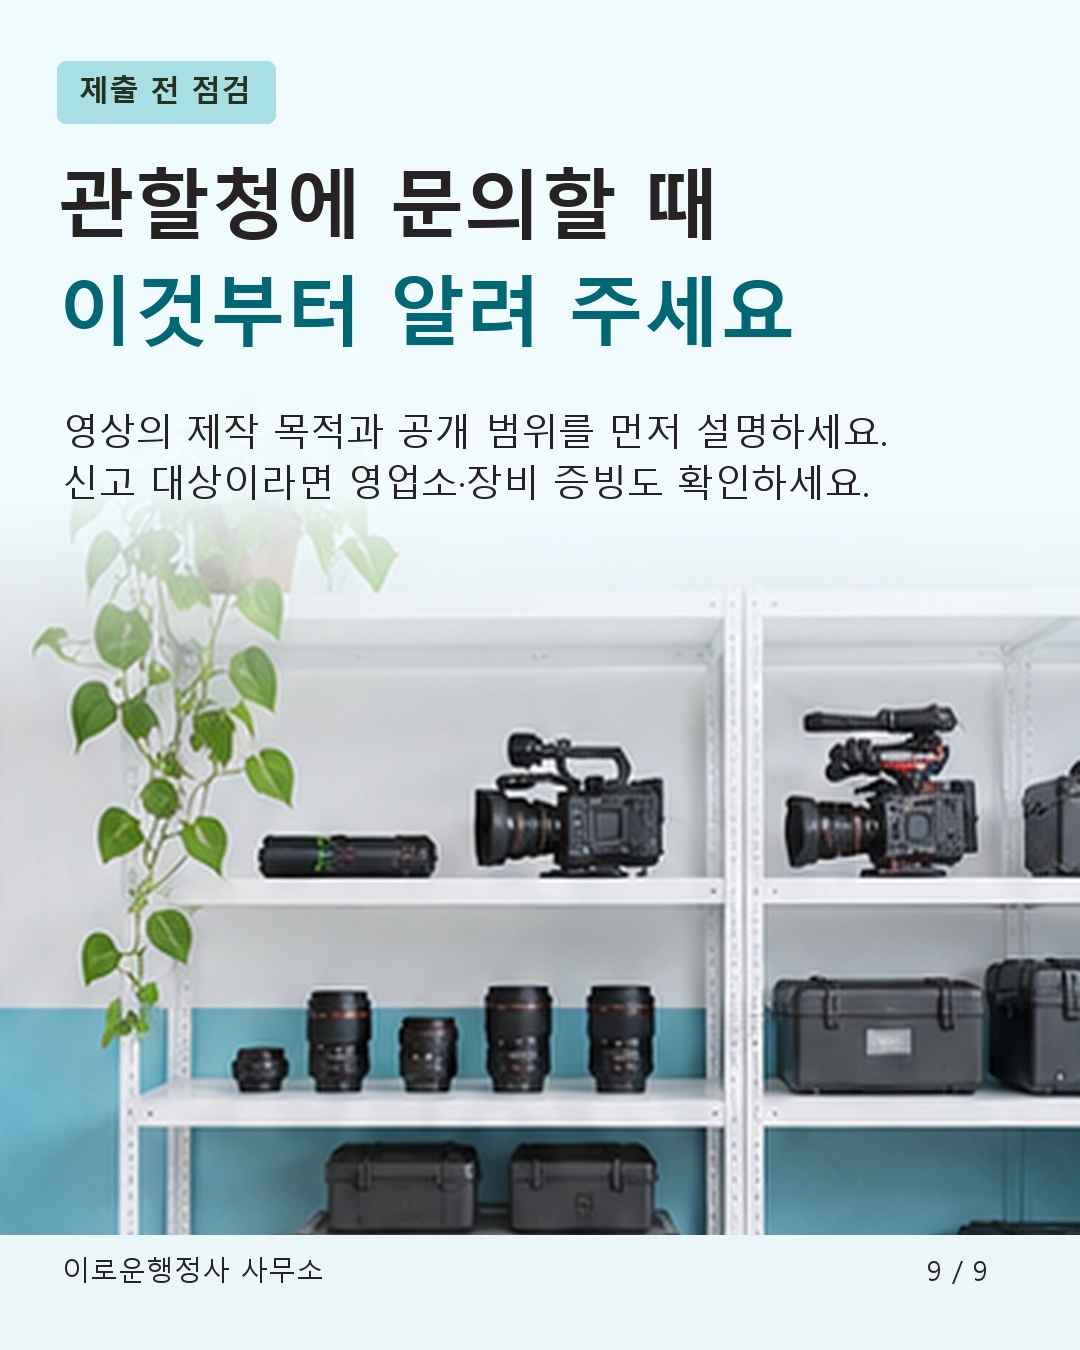 제출 전 점검
관할청에 문의할 때
이것부터 알려 주세요
영상의 제작 목적과 공개 범위를 먼저 설명하세요.
신고 대상이라면 영업소·장비 증빙도 확인하세요.
이로운행정사 사무소
9 / 9